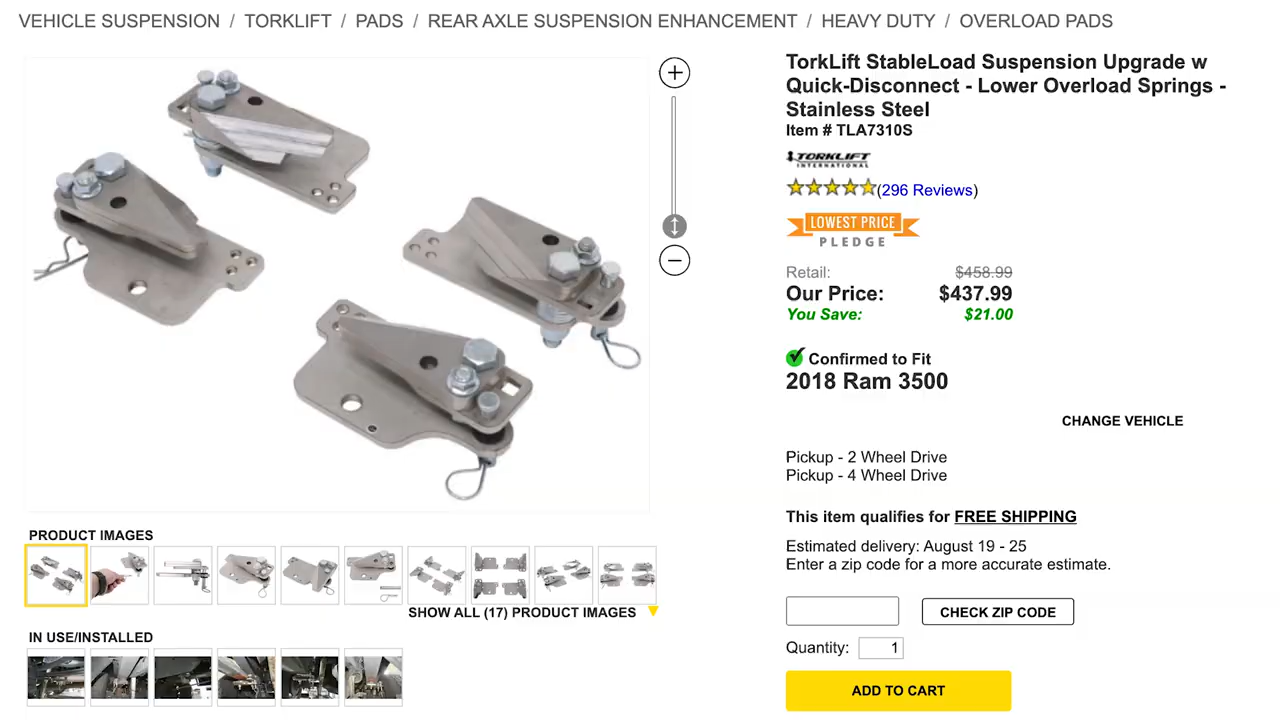 VEHICLE SUSPENSION / TORKLIFT / PADS / REAR AXLE SUSPENSION ENHANCEMENT / HEAVY DUTY / OVERLOAD PADS
TorkLift StableLoad Suspension Upgrade w
Quick-Disconnect - Lower Overload Springs -
Stainless Steel
Item # TLA7310S
TORKLIFT
INTERNATIONAL
(296 Reviews)
LOWEST PRICE
PLEDGE
Retail: $458.99
Our Price: $437.99
You Save: $21.00
Confirmed to Fit
2018 Ram 3500
CHANGE VEHICLE
Pickup - 2 Wheel Drive
Pickup - 4 Wheel Drive
This item qualifies for FREE SHIPPING
Estimated delivery: August 19 - 25
Enter a zip code for a more accurate estimate.
CHECK ZIP CODE
Quantity: 1
ADD TO CART
PRODUCT IMAGES
SHOW ALL (17) PRODUCT IMAGES
IN USE/INSTALLED